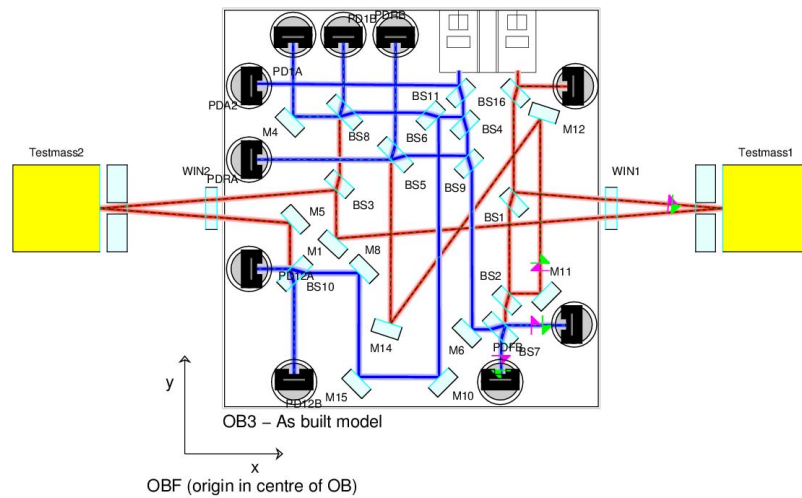 PDRB
PD1B
PD1A
PDA2
BS11
BS16
M12
M4
BS8
BS6
BS4
Testmass2
WIN2
PDRA
BS5
BS9
WIN1
Testmass1
BS3
M5
BS1
M1
M8
PD12A
BS10
M11
BS2
M14
M6
PDFB
BS7
M15
M10
PD12B
OB3 – As built model
y
x
OBF (origin in centre of OB)